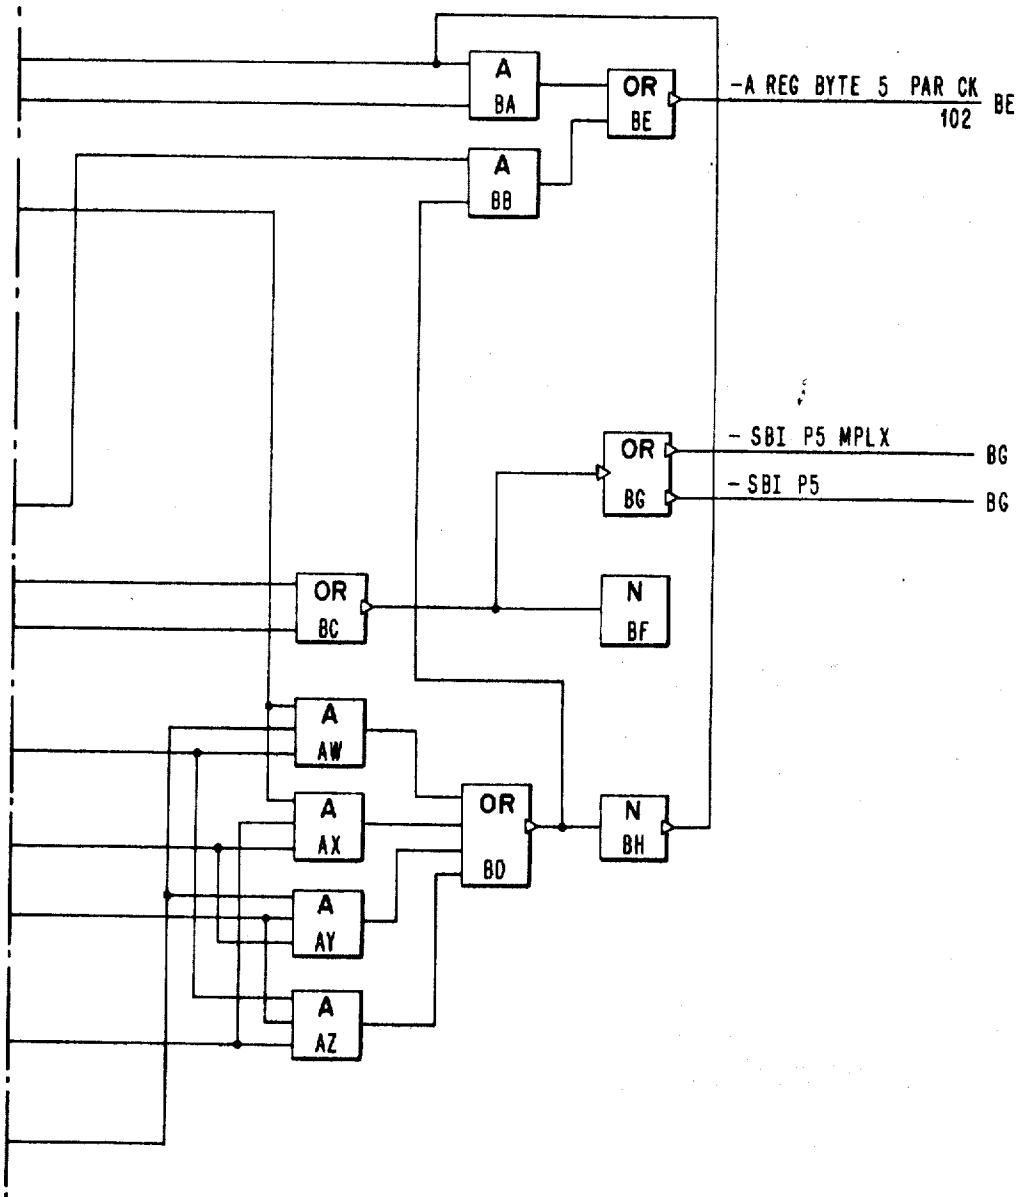 A
BA
OR
BE
-A REG BYTE 5 PAR CK
102
BE
A
BB
OR
BG
- SBI P5 MPLX
BG
- SBI P5
BG
OR
BC
N
BF
A
AW
A
AX
OR
BD
N
BH
A
AY
A
AZ